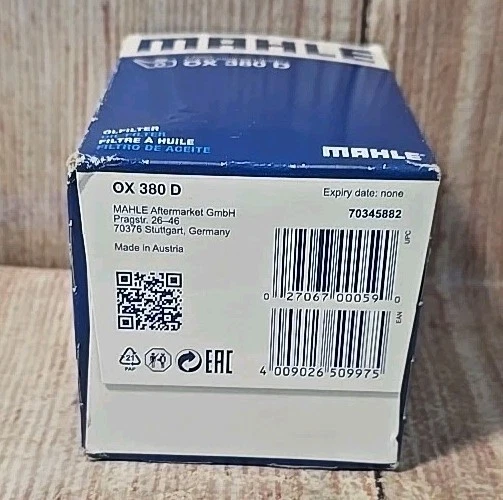 MAHLE
OX 380 D
ÖLFILTER
OIL FILTER
FILTRE À HUILE
FILTRO DE ACEITE
MAHLE
OX 380 D
Expiry date: none
MAHLE Aftermarket GmbH
Pragstr. 26–46
70376 Stuttgart, Germany
70345882
Made in Austria
UPC
0 27067 00059 0
EAN
4 009026 509975
21
PAP
EAC